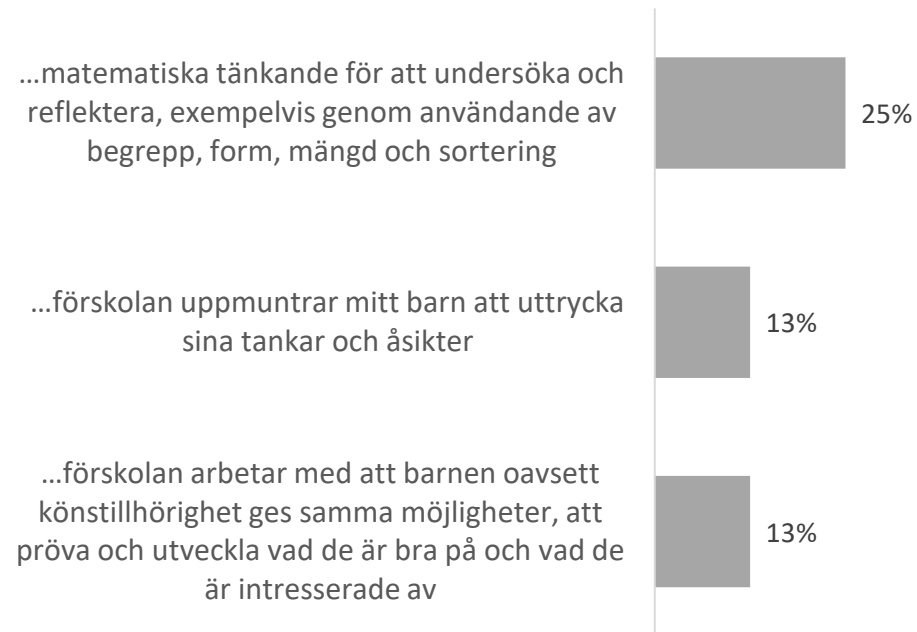 …matematiska tänkande för att undersöka och
reflektera, exempelvis genom användande av
begrepp, form, mängd och sortering
25%
…förskolan uppmuntrar mitt barn att uttrycka
sina tankar och åsikter
13%
…förskolan arbetar med att barnen oavsett
könstillhörighet ges samma möjligheter, att
pröva och utveckla vad de är bra på och vad de
är intresserade av
13%